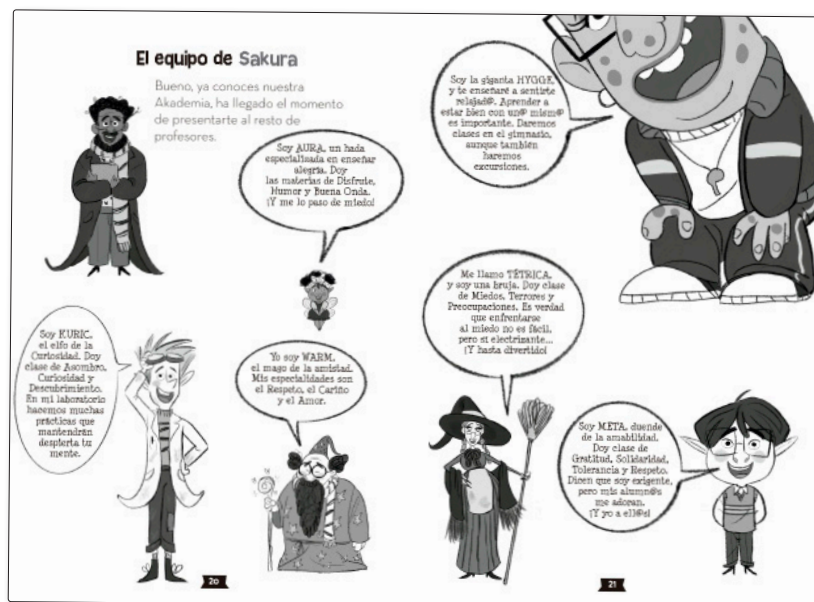 El equipo de Sakura
Bueno, ya conoces nuestra
Akademia, ha llegado el momento
de presentarte al resto de
profesores.
Soy AURA, un hada
especializada en enseñar
alegría. Doy
las materias de Disfrute,
Humor y Buena Onda.
¡Y me lo paso de miedo!
Soy KURIC,
el elfo de la
Curiosidad. Doy
clase de Asombro,
Curiosidad y
Descubrimiento.
En mi laboratorio
hacemos muchas
prácticas que
mantendrán
despierta tu
mente.
Yo soy WARM,
el mago de la amistad.
Mis especialidades son
el Respeto, el Cariño
y el Amor.
20
Soy la giganta HYGGE,
y te enseñaré a sentirte
relajad@. Aprender a
estar bien con un@ mism@
es importante. Daremos
clases en el gimnasio,
aunque también
haremos
excursiones.
Me llamo TÉTRICA,
y soy una bruja. Doy clase
de Miedos, Terrores y
Preocupaciones. Es verdad
que enfrentarse
al miedo no es fácil,
pero sí electrizante...
¡Y hasta divertido!
Soy META, duende
de la amabilidad.
Doy clase de
Gratitud, Solidaridad,
Tolerancia y Respeto.
Dicen que soy exigente,
pero mis alumn@s
me adoran.
¡Y yo a ell@s!
21